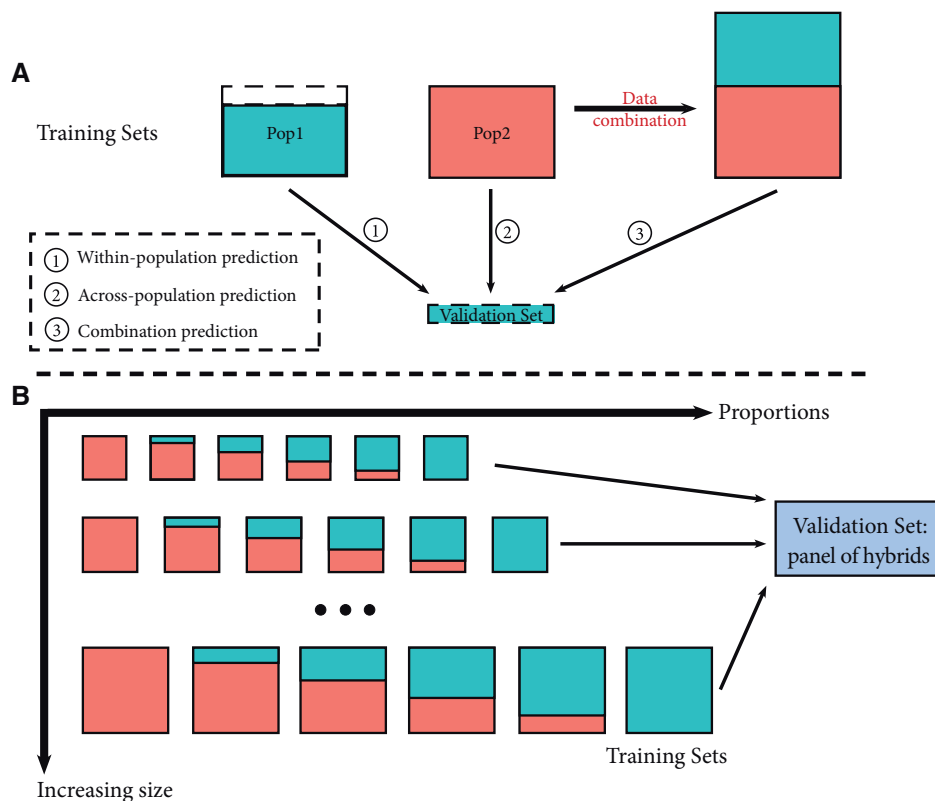 A
Training Sets
Pop1
Pop2
Data
combination
1
2
3
1 Within-population prediction
2 Across-population prediction
3 Combination prediction
Validation Set
B
Proportions
Validation Set:
panel of hybrids
Training Sets
Increasing size